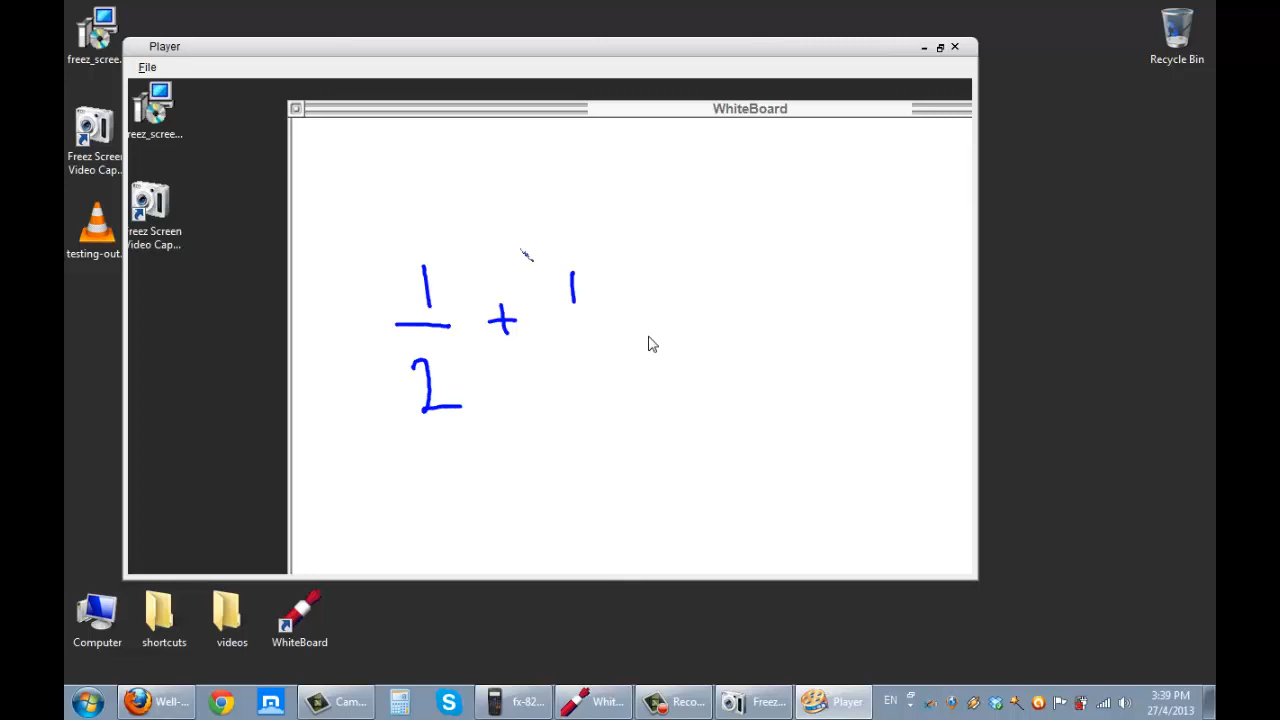 freez_scree...
Player
Recycle Bin
File
WhiteBoard
reez_scree...
Freez Screen
Video Cap...
reez Screen
Video Cap...
testing-out...
1 + 1
2
Computer
shortcuts
videos
WhiteBoard
Well-...
Cam...
fx-82...
Whit...
Reco...
Freez...
Player
EN
3:39 PM
27/4/2013